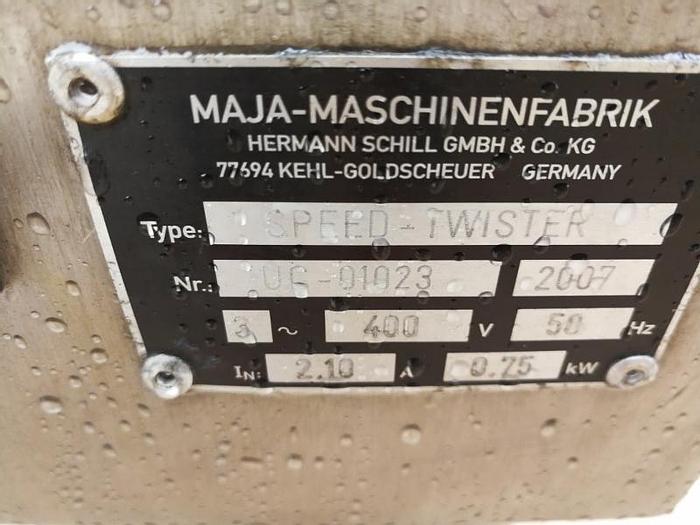 MAJA-MASCHINENFABRIK
HERMANN SCHILL GMBH & Co. KG
77694 KEHL-GOLDSCHEUER GERMANY
Type: SPEED-TWISTER
Nr.: UG-01023 2007
3 ~ 400 V 50 Hz
IN: 2.10 A 0.75 kW